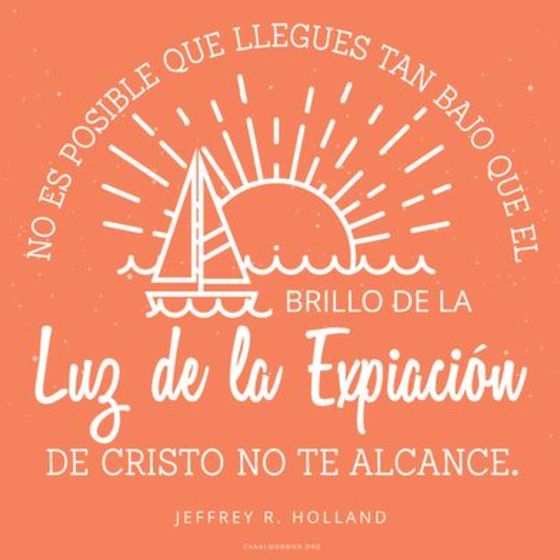 NO ES POSIBLE QUE LLEGUES TAN BAJO QUE EL
BRILLO DE LA
Luz de la Expiación
DE CRISTO NO TE ALCANCE.
JEFFREY R. HOLLAND
CANALMORMON.ORG